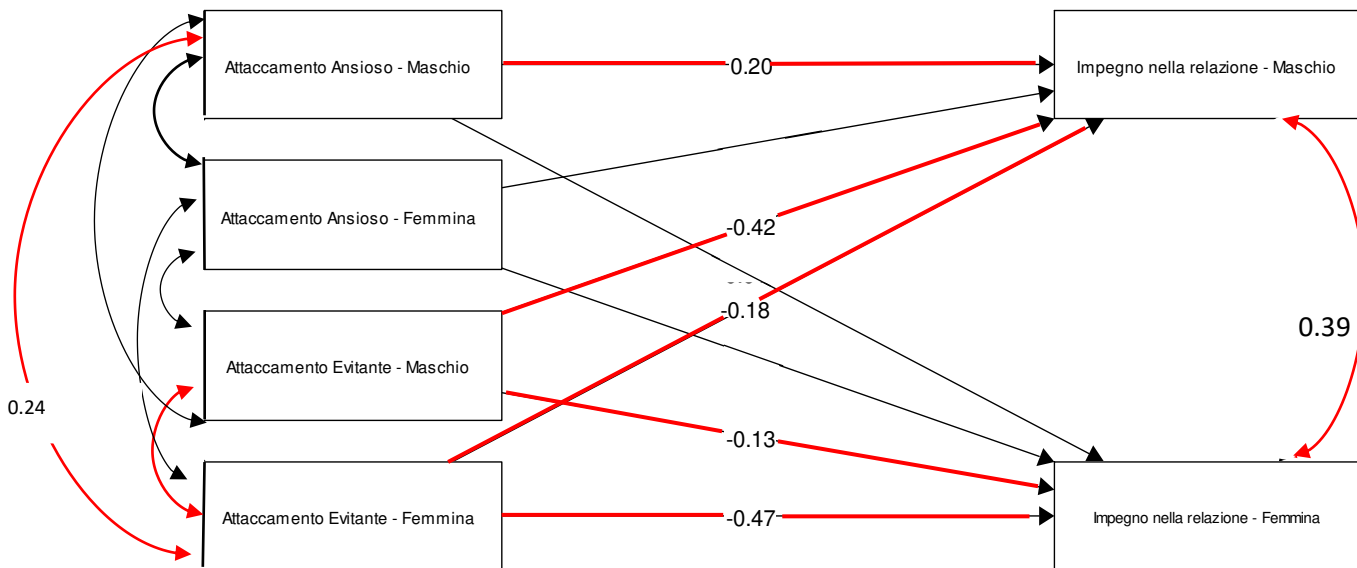 Attaccamento Ansioso - Maschio
0.20
Impegno nella relazione - Maschio
Attaccamento Ansioso - Femmina
-0.42
-0.18
0.39
Attaccamento Evitante - Maschio
0.24
-0.13
Attaccamento Evitante - Femmina
-0.47
Impegno nella relazione - Femmina